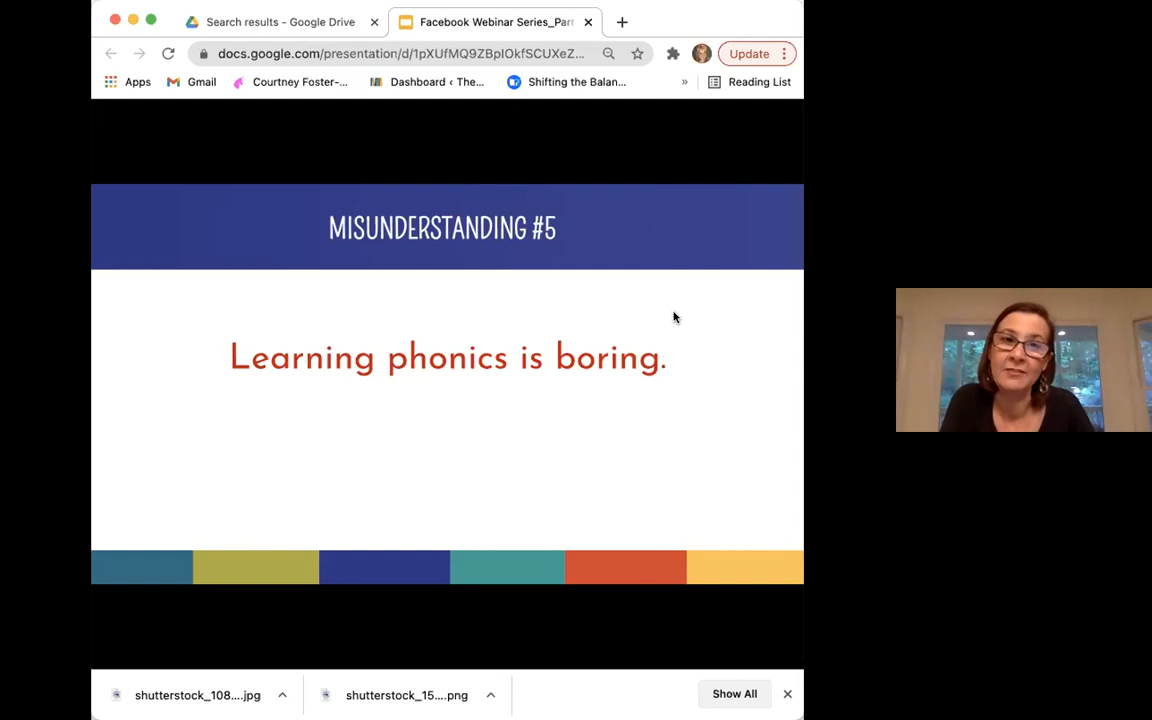 Search results - Google Drive
Facebook Webinar Series_Part
docs.google.com/presentation/d/1pXUfMQ9ZBpIOkfSCUXeZ...
Update
Apps
Gmail
Courtney Foster-...
Dashboard ‹ The...
Shifting the Balan...
»
Reading List
MISUNDERSTANDING #5
Learning phonics is boring.
shutterstock_108....jpg
shutterstock_15....png
Show All